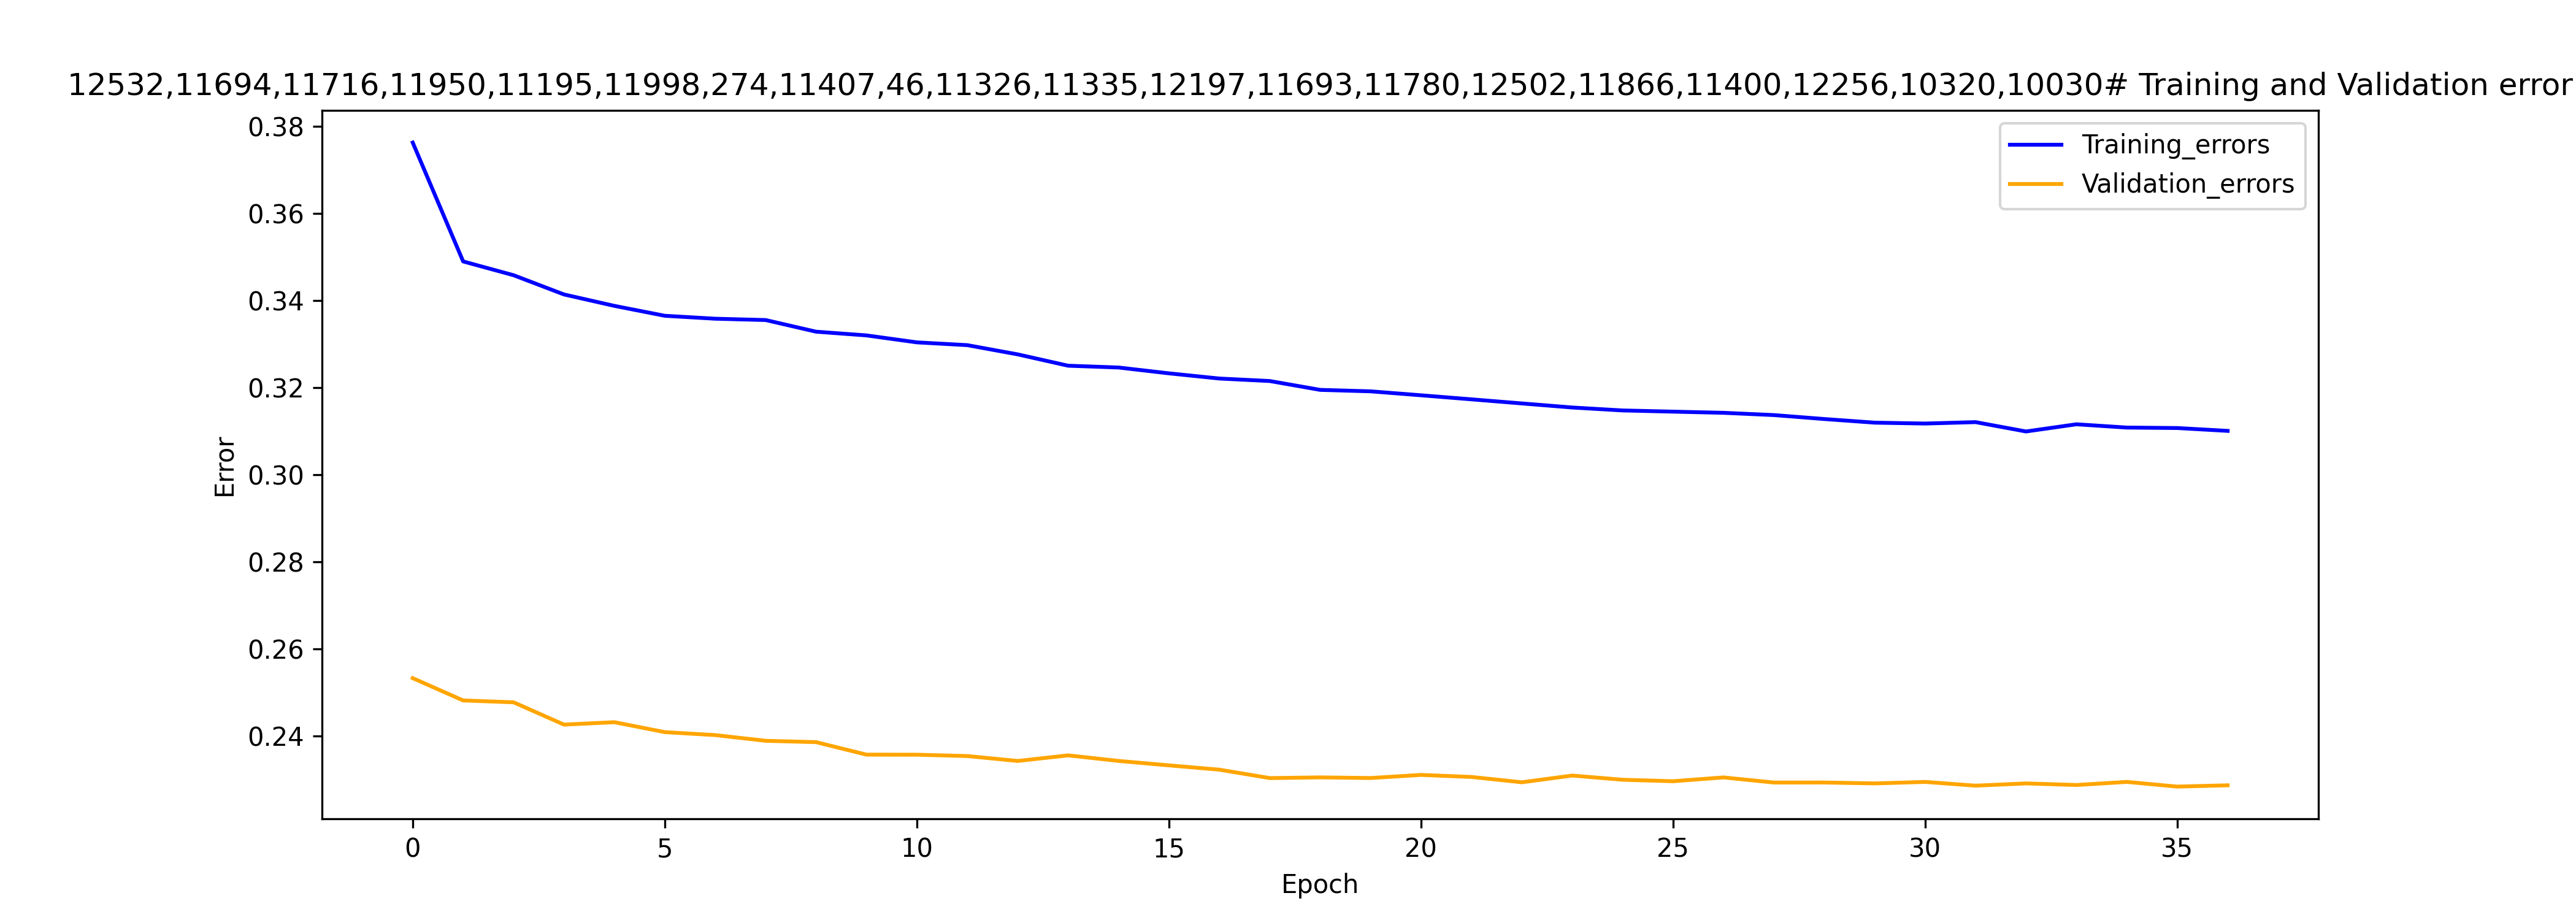 12532,11694,11716,11950,11195,11998,274,11407,46,11326,11335,12197,11693,11780,12502,11866,11400,12256,10320,10030# Training and Validation error
Training_errors
Validation_errors
0.38
0.36
0.34
0.32
0.30
0.28
0.26
0.24
Error
0 5 10 15 20 25 30 35
Epoch